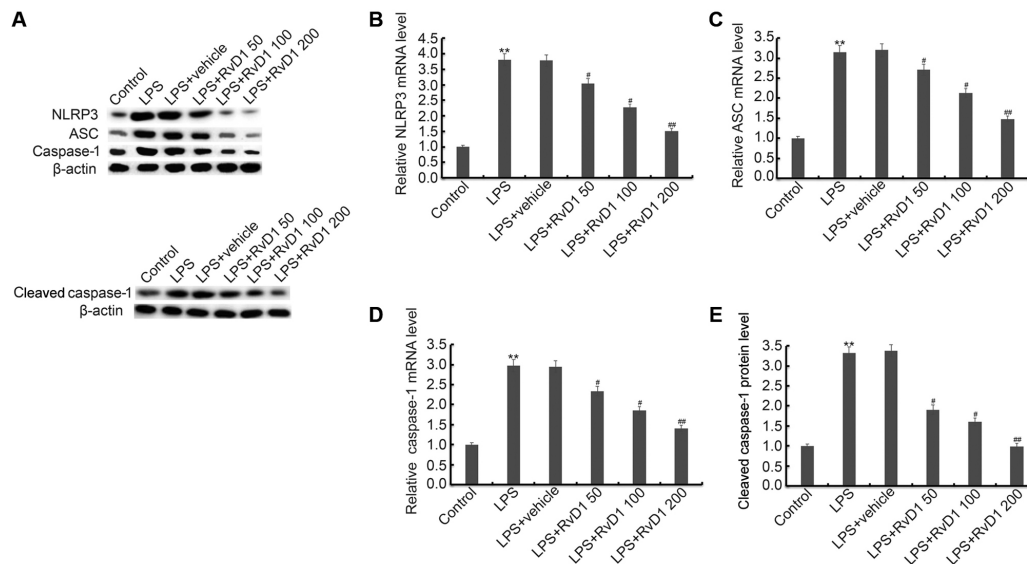 A
Control
LPS
LPS+vehicle
LPS+RvD1 50
LPS+RvD1 100
LPS+RvD1 200
NLRP3
ASC
Caspase-1
β-actin
Control
LPS
LPS+vehicle
LPS+RvD1 50
LPS+RvD1 100
LPS+RvD1 200
Cleaved caspase-1
β-actin
B
Relative NLRP3 mRNA level
4.5
4.0
3.5
3.0
2.5
2.0
1.5
1.0
0.5
0.0
**
#
#
##
Control
LPS
LPS+vehicle
LPS+RvD1 50
LPS+RvD1 100
LPS+RvD1 200
C
Relative ASC mRNA level
3.5
3.0
2.5
2.0
1.5
1.0
0.5
0.0
**
#
#
##
Control
LPS
LPS+vehicle
LPS+RvD1 50
LPS+RvD1 100
LPS+RvD1 200
D
Relative caspase-1 mRNA level
3.5
3.0
2.5
2.0
1.5
1.0
0.5
**
#
#
##
Control
LPS
LPS+vehicle
LPS+RvD1 50
LPS+RvD1 100
LPS+RvD1 200
E
Cleaved caspase-1 protein level
3.5
3.0
2.5
2.0
1.5
1.0
0.5
0.0
**
#
#
##
Control
LPS
LPS+vehicle
LPS+RvD1 50
LPS+RvD1 100
LPS+RvD1 200